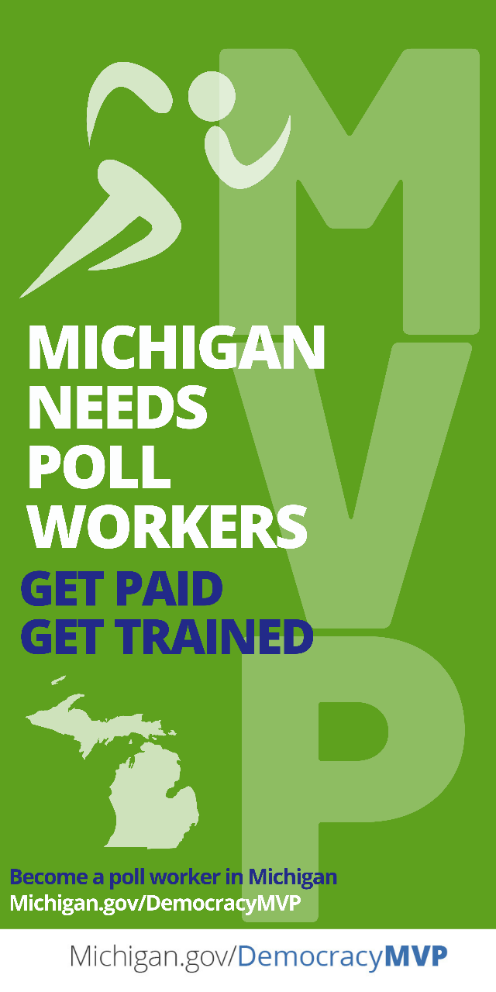 M
V
P
MICHIGAN
NEEDS
POLL
WORKERS
GET PAID
GET TRAINED
Become a poll worker in Michigan
Michigan.gov/DemocracyMVP
Michigan.gov/DemocracyMVP